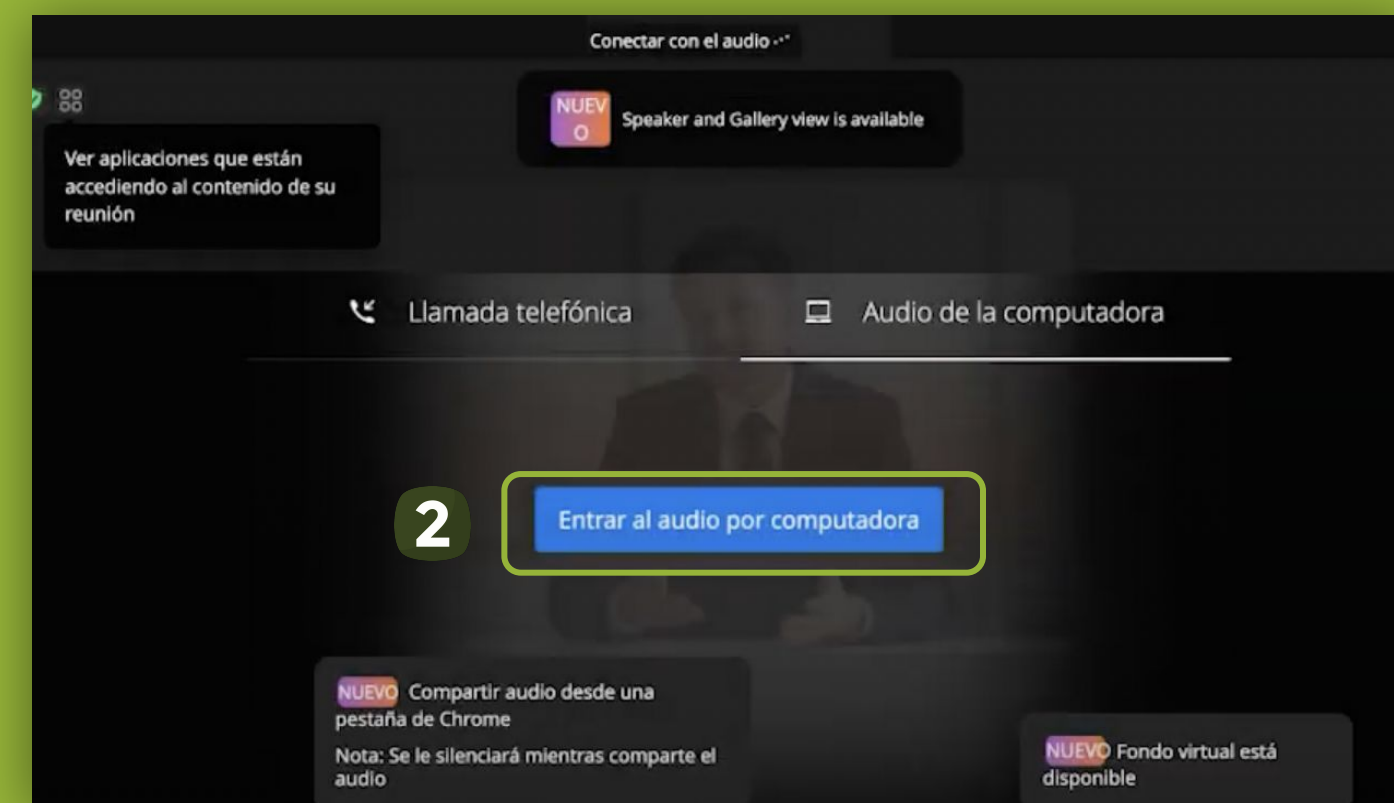 Conectar con el audio
NUEV
O
Speaker and Gallery view is available
Ver aplicaciones que están
accediendo al contenido de su
reunión
Llamada telefónica
Audio de la computadora
2
Entrar al audio por computadora
NUEVO Compartir audio desde una
pestaña de Chrome
Nota: Se le silenciará mientras comparte el
audio
NUEVO Fondo virtual está
disponible